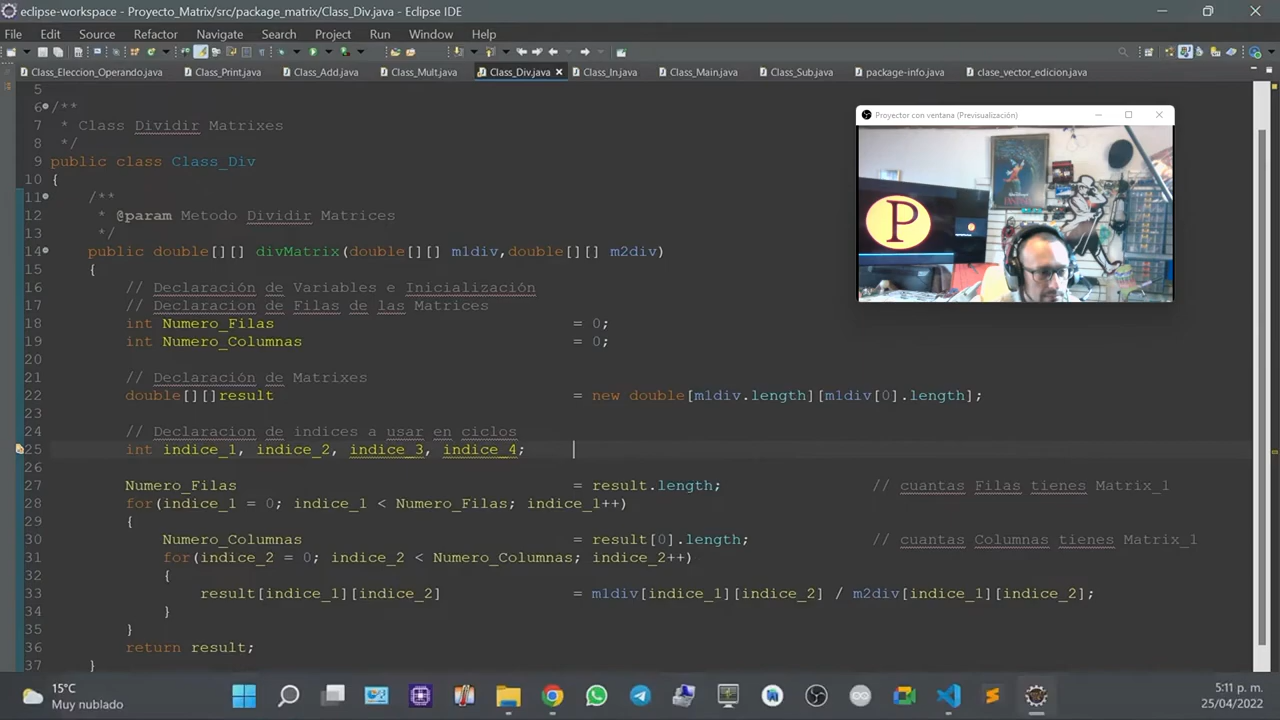 eclipse-workspace - Proyecto_Matrix/src/package_matrix/Class_Div.java - Eclipse IDE
File Edit Source Refactor Navigate Search Project Run Window Help
Class_Eleccion_Operando.java Class_Print.java Class_Add.java Class_Mult.java Class_Div.java Class_In.java Class_Main.java Class_Sub.java package-info.java clase_vector_edicion.java
5
6 /**
7 * Class Dividir Matrixes
8 */
9 public class Class_Div
10 {
11 /**
12 * @param Metodo Dividir Matrices
13 */
14 public double[][] divMatrix(double[][] m1div,double[][] m2div)
15 {
16 // Declaración de Variables e Inicialización
17 // Declaración de Filas de las Matrices
18 int Numero_Filas = 0;
19 int Numero_Columnas = 0;
20
21 // Declaración de Matrixes
22 double[][]result = new double[m1div.length][m1div[0].length];
23
24 // Declaracion de indices a usar en ciclos
25 int indice_1, indice_2, indice_3, indice_4;
26
27 Numero_Filas = result.length; // cuantas Filas tienes Matrix_1
28 for(indice_1 = 0; indice_1 < Numero_Filas; indice_1++)
29 {
30 Numero_Columnas = result[0].length; // cuantas Columnas tienes Matrix_1
31 for(indice_2 = 0; indice_2 < Numero_Columnas; indice_2++)
32 {
33 result[indice_1][indice_2] = m1div[indice_1][indice_2] / m2div[indice_1][indice_2];
34 }
35 }
36 return result;
37 }
Proyector con ventana (Previsualización)
P
15°C
Muy nublado
5:11 p. m.
25/04/2022